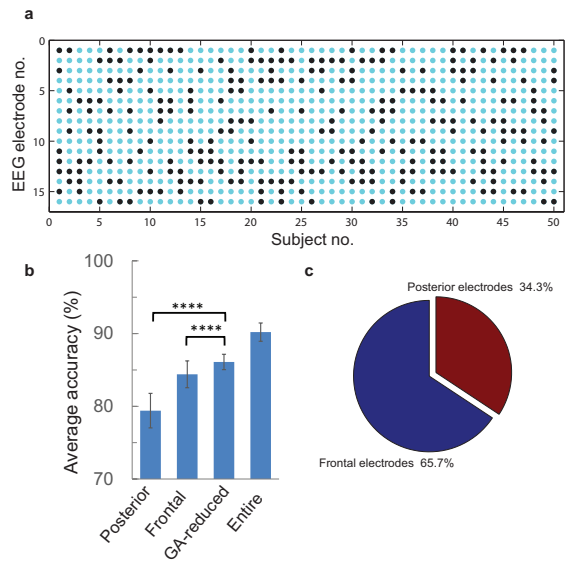 a
0
5
10
15
EEG electrode no.
0 5 10 15 20 25 30 35 40 45 50
Subject no.
b
100
90
80
70
Average accuracy (%)
****
****
Posterior
Frontal
GA-reduced
Entire
c
Posterior electrodes 34.3%
Frontal electrodes 65.7%